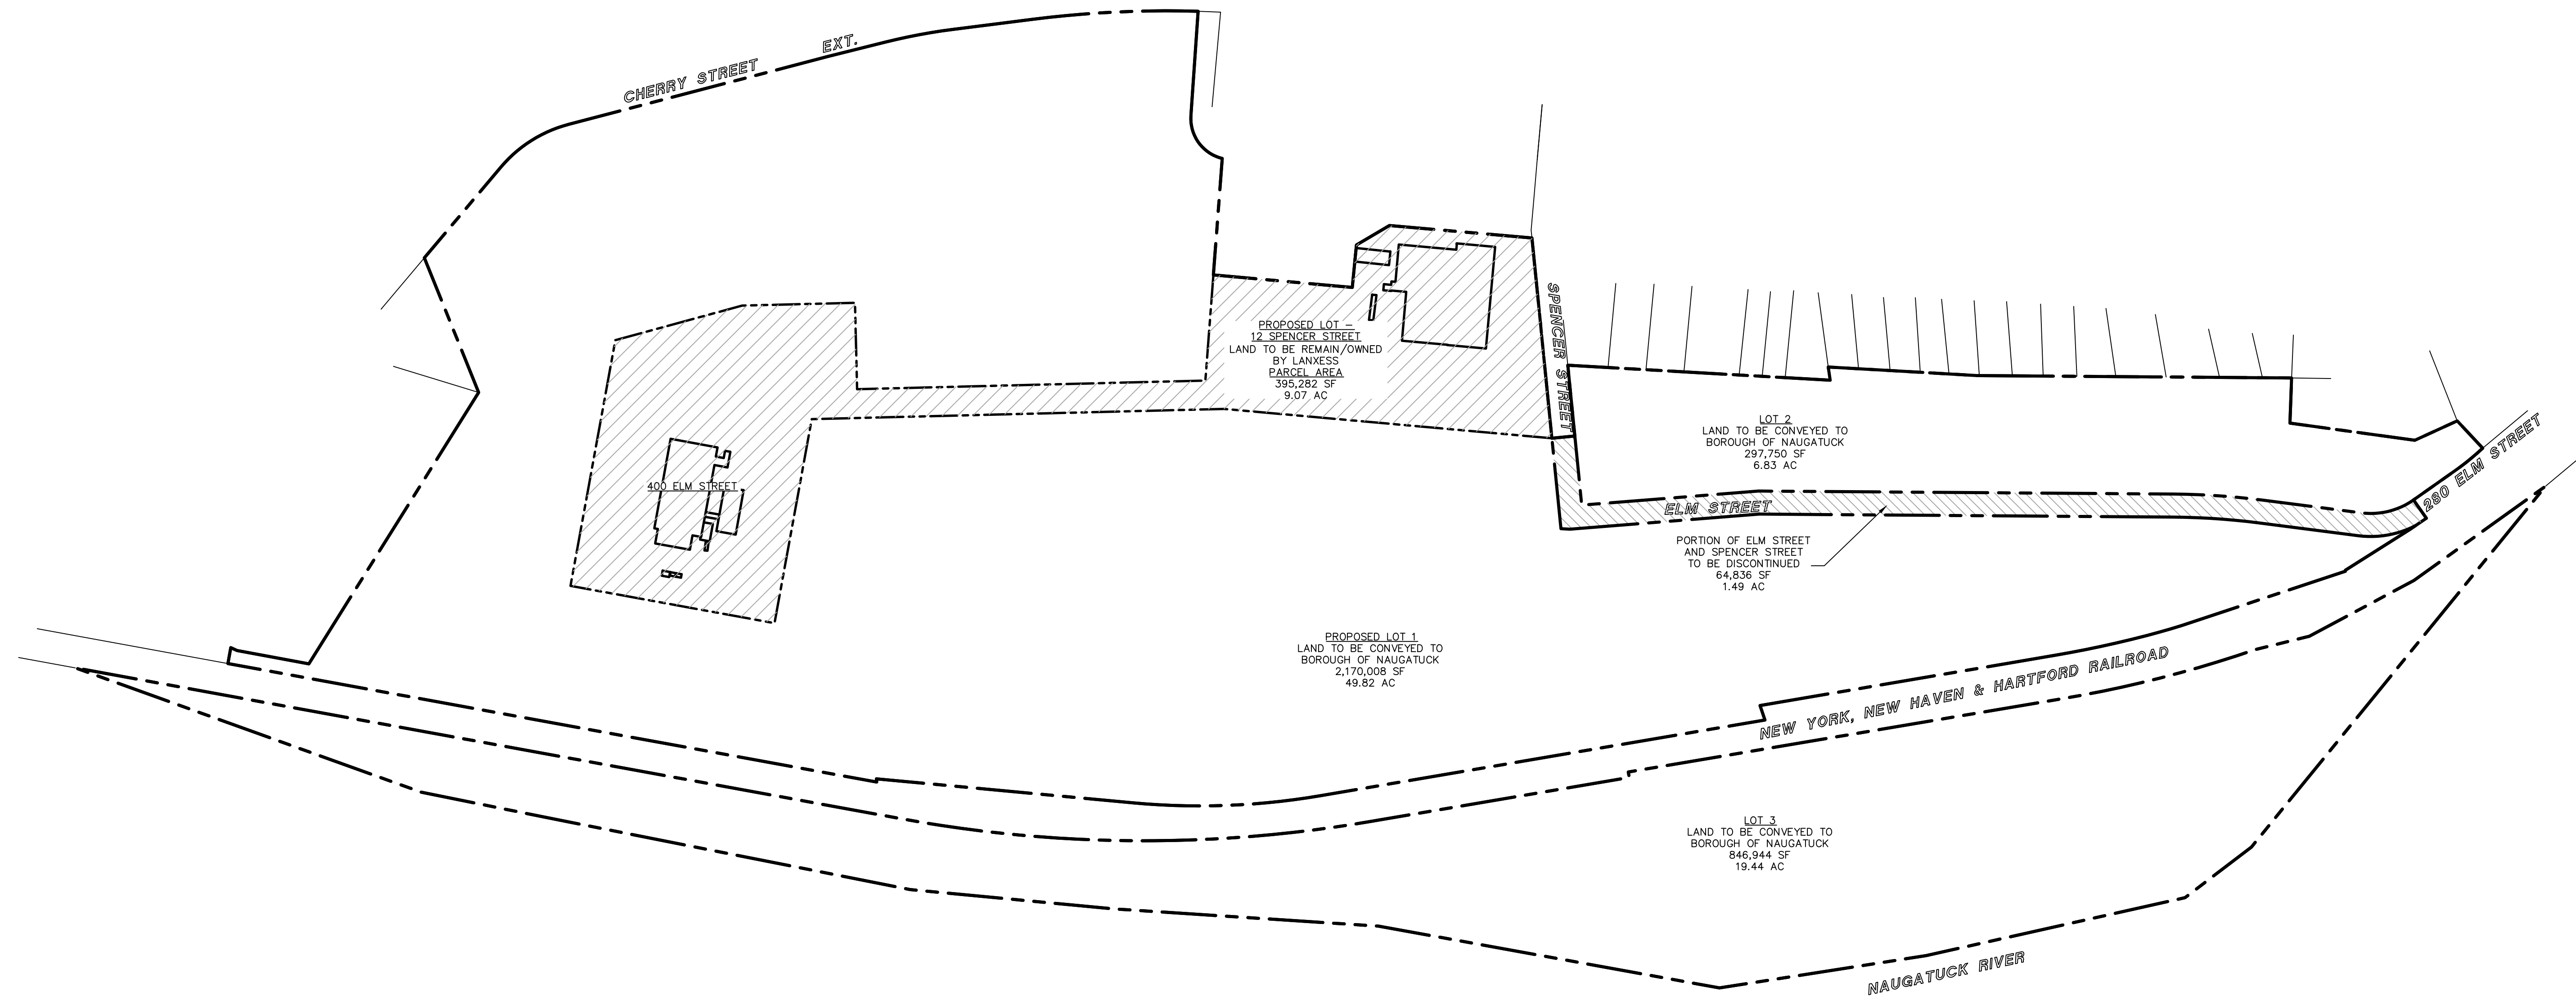 CHERRY STREET EXT.
PROPOSED LOT –
12 SPENCER STREET
LAND TO BE REMAIN/OWNED
BY LANXESS
PARCEL AREA
395,282 SF
9.07 AC
SPENCER STREET
LOT 2
LAND TO BE CONVEYED TO
BOROUGH OF NAUGATUCK
297,750 SF
6.83 AC
280 ELM STREET
400 ELM STREET
ELM STREET
PORTION OF ELM STREET
AND SPENCER STREET
TO BE DISCONTINUED
64,836 SF
1.49 AC
PROPOSED LOT 1
LAND TO BE CONVEYED TO
BOROUGH OF NAUGATUCK
2,170,008 SF
49.82 AC
NEW YORK, NEW HAVEN & HARTFORD RAILROAD
LOT 3
LAND TO BE CONVEYED TO
BOROUGH OF NAUGATUCK
846,944 SF
19.44 AC
NAUGATUCK RIVER